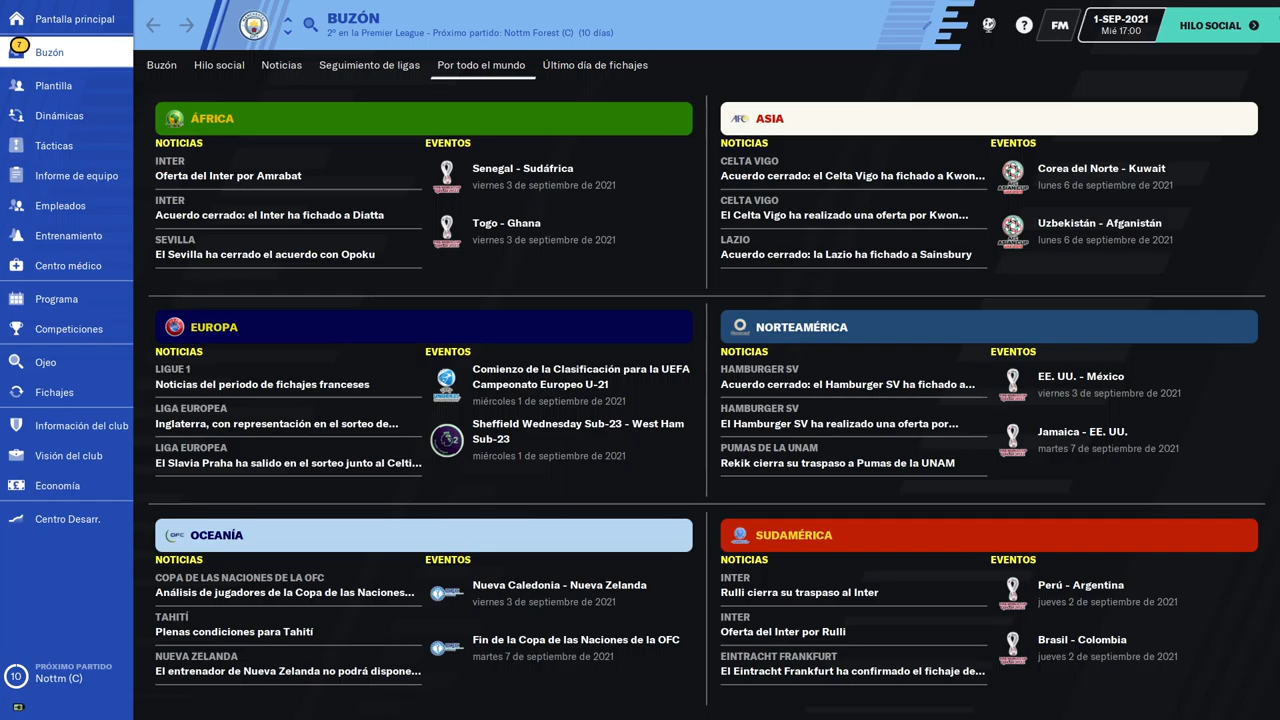 Pantalla principal
7
Buzón
Plantilla
Dinámicas
Tácticas
Informe de equipo
Empleados
Entrenamiento
Centro médico
Programa
Competiciones
Ojeo
Fichajes
Información del club
Visión del club
Economía
Centro Desarr.
10
PRÓXIMO PARTIDO
Nottm (C)
BUZÓN
2º en la Premier League - Próximo partido: Nottm Forest (C) (10 días)
?
FM
1-SEP-2021
Mié 17:00
HILO SOCIAL
Buzón
Hilo social
Noticias
Seguimiento de ligas
Por todo el mundo
Último día de fichajes
ÁFRICA
NOTICIAS
INTER
Oferta del Inter por Amrabat
INTER
Acuerdo cerrado: el Inter ha fichado a Diatta
SEVILLA
El Sevilla ha cerrado el acuerdo con Opoku
EVENTOS
Senegal - Sudáfrica
viernes 3 de septiembre de 2021
Togo - Ghana
viernes 3 de septiembre de 2021
AFC
ASIA
NOTICIAS
CELTA VIGO
Acuerdo cerrado: el Celta Vigo ha fichado a Kwon...
CELTA VIGO
El Celta Vigo ha realizado una oferta por Kwon...
LAZIO
Acuerdo cerrado: la Lazio ha fichado a Sainsbury
EVENTOS
Corea del Norte - Kuwait
lunes 6 de septiembre de 2021
Uzbekistán - Afganistán
lunes 6 de septiembre de 2021
EUROPA
NOTICIAS
LIGUE 1
Noticias del periodo de fichajes franceses
LIGA EUROPEA
Inglaterra, con representación en el sorteo de...
LIGA EUROPEA
El Slavia Praha ha salido en el sorteo junto al Celti...
EVENTOS
Comienzo de la Clasificación para la UEFA
Campeonato Europeo U-21
miércoles 1 de septiembre de 2021
Sheffield Wednesday Sub-23 - West Ham
Sub-23
miércoles 1 de septiembre de 2021
NORTEAMÉRICA
NOTICIAS
HAMBURGER SV
Acuerdo cerrado: el Hamburger SV ha fichado a...
HAMBURGER SV
El Hamburger SV ha realizado una oferta por...
PUMAS DE LA UNAM
Rekik cierra su traspaso a Pumas de la UNAM
EVENTOS
EE. UU. - México
viernes 3 de septiembre de 2021
Jamaica - EE. UU.
martes 7 de septiembre de 2021
OFC
OCEANÍA
NOTICIAS
COPA DE LAS NACIONES DE LA OFC
Análisis de jugadores de la Copa de las Naciones...
TAHITÍ
Plenas condiciones para Tahití
NUEVA ZELANDA
El entrenador de Nueva Zelanda no podrá dispone...
EVENTOS
Nueva Caledonia - Nueva Zelanda
viernes 3 de septiembre de 2021
Fin de la Copa de las Naciones de la OFC
martes 7 de septiembre de 2021
SUDAMÉRICA
NOTICIAS
INTER
Rulli cierra su traspaso al Inter
INTER
Oferta del Inter por Rulli
EINTRACHT FRANKFURT
El Eintracht Frankfurt ha confirmado el fichaje de...
EVENTOS
Perú - Argentina
jueves 2 de septiembre de 2021
Brasil - Colombia
jueves 2 de septiembre de 2021